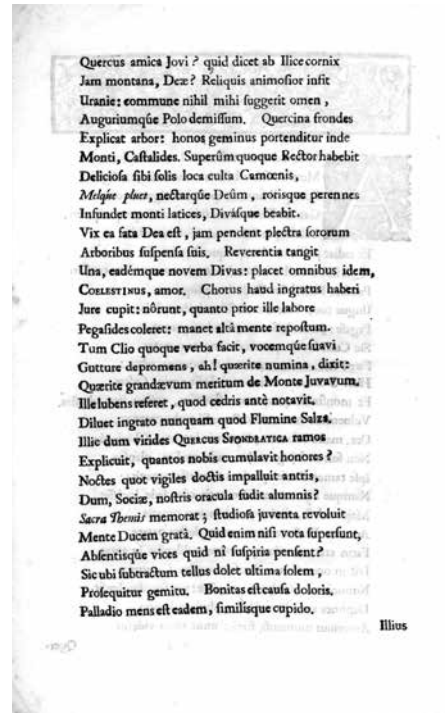 Quercus amica Jovi ? quid dicet ab Ilice cornix
Jam montana, Deæ ? Reliquis animosior infit
Uranie: commune nihil mihi suggerit omen ,
Auguriumqúe Polo demissum. Quercina frondes
Explicat arbor: honos geminus portenditur inde
Monti, Castalides. Superûm quoque Rector habebit
Deliciosa sibi solis loca culta Camœnis,
Melqúe pluet, nectarqúe Deûm , rorisque perennes
Infundet monti latices, Divásque beabit.
Vix ea fata Dea est , jam pendent plectra sororum
Arboribus suspensa suis. Reverentia tangit
Una, eadémque novem Divas: placet omnibus idem,
COELESTINUS, amor. Chorus haud ingratus haberi
Jure cupit: nôrunt, quanto prior ille labore
Pegasides coleret: manet altâ mente repostum.
Tum Clio quoque verba facit, vocemqúe suavi
Gutture depromens , ah! quærite numina , dixit:
Quærite grandævum meritum de Monte Juvavum.
Ille lubens referet , quod cedris antè notavit.
Diluet ingrato nunquam quod Flumine Salza.
Illic dum virides QUERCUS SFONDRATICA ramos
Explicuit, quantos nobis cumulavit honores ?
Noctes quot vigiles doctis impalluit antris,
Dum, Sociæ, nostris oracula fudit alumnis?
Sacra Themis memorat ; studiosa juventa revoluit
Mente Ducem gratâ. Quid enim nisi vota supersunt,
Absentisqúe vices quid nî suspiria pensent?
Sic ubi subtractum tellus dolet ultima solem ,
Prosequitur gemitu. Bonitas est causa doloris.
Palladio mens est eadem, similisque cupido.
Illius